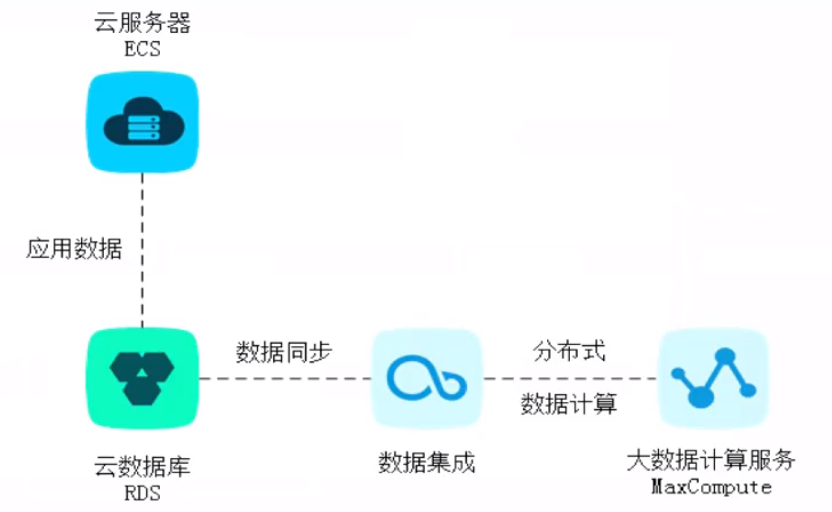 云服务器
ECS
应用数据
数据同步
分布式
数据计算
云数据库
RDS
数据集成
大数据计算服务
MaxCompute